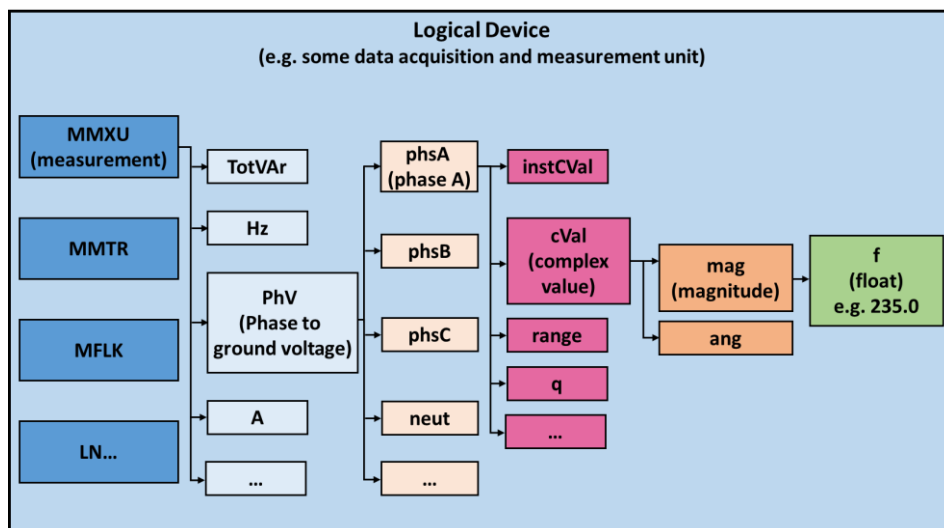 Logical Device
(e.g. some data acquisition and measurement unit)
MMXU
(measurement)
MMTR
MFLK
LN...
TotVAr
Hz
PhV
(Phase to
ground voltage)
A
...
phsA
(phase A)
phsB
phsC
neut
...
instCVal
cVal
(complex
value)
range
q
...
mag
(magnitude)
ang
f
(float)
e.g. 235.0